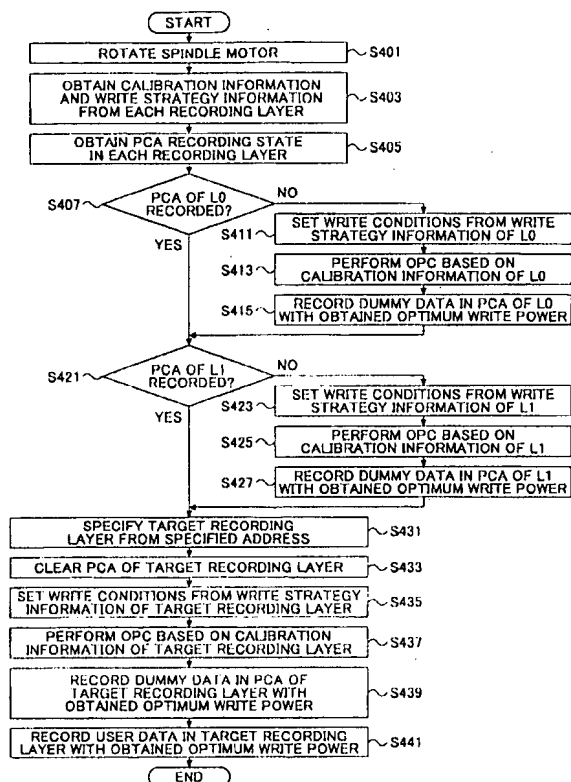 START
ROTATE SPINDLE MOTOR
S401
OBTAIN CALIBRATION INFORMATION
AND WRITE STRATEGY INFORMATION
FROM EACH RECORDING LAYER
S403
OBTAIN PCA RECORDING STATE
IN EACH RECORDING LAYER
S405
S407
PCA OF L0
RECORDED?
NO
YES
S411
SET WRITE CONDITIONS FROM WRITE
STRATEGY INFORMATION OF L0
S413
PERFORM OPC BASED ON
CALIBRATION INFORMATION OF L0
S415
RECORD DUMMY DATA IN PCA OF L0
WITH OBTAINED OPTIMUM WRITE POWER
S421
PCA OF L1
RECORDED?
NO
YES
S423
SET WRITE CONDITIONS FROM WRITE
STRATEGY INFORMATION OF L1
S425
PERFORM OPC BASED ON
CALIBRATION INFORMATION OF L1
S427
RECORD DUMMY DATA IN PCA OF L1
WITH OBTAINED OPTIMUM WRITE POWER
SPECIFY TARGET RECORDING
LAYER FROM SPECIFIED ADDRESS
S431
CLEAR PCA OF TARGET RECORDING LAYER
S433
SET WRITE CONDITIONS FROM WRITE STRATEGY
INFORMATION OF TARGET RECORDING LAYER
S435
PERFORM OPC BASED ON CALIBRATION
INFORMATION OF TARGET RECORDING LAYER
S437
RECORD DUMMY DATA IN PCA OF
TARGET RECORDING LAYER WITH
OBTAINED OPTIMUM WRITE POWER
S439
RECORD USER DATA IN TARGET RECORDING
LAYER WITH OBTAINED OPTIMUM WRITE POWER
S441
END